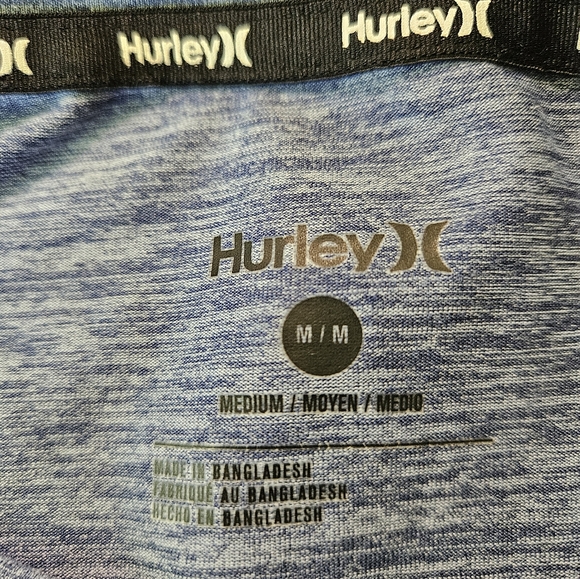 Hurley Hurley
Hurley
M / M
MEDIUM / MOYEN / MEDIO
MADE IN BANGLADESH
FABRIQUÉ AU BANGLADESH
HECHO EN BANGLADESH